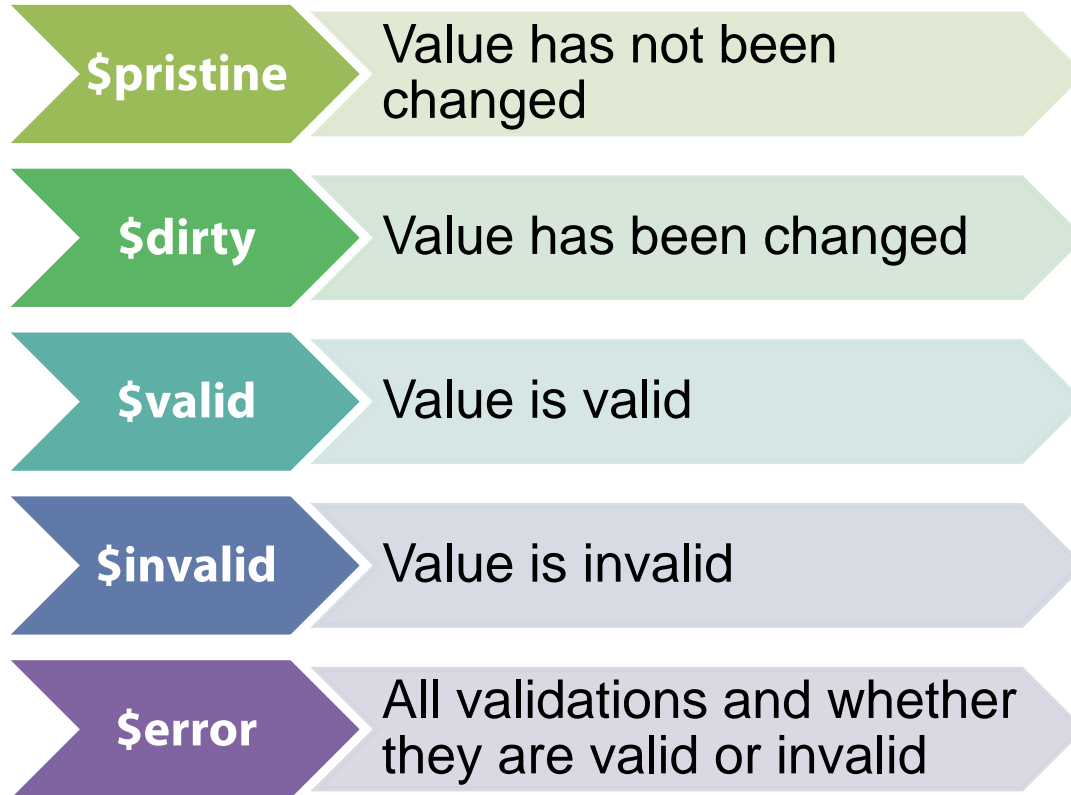 $pristine
Value has not been
changed
$dirty
Value has been changed
$valid
Value is valid
$invalid
Value is invalid
$error
All validations and whether
they are valid or invalid